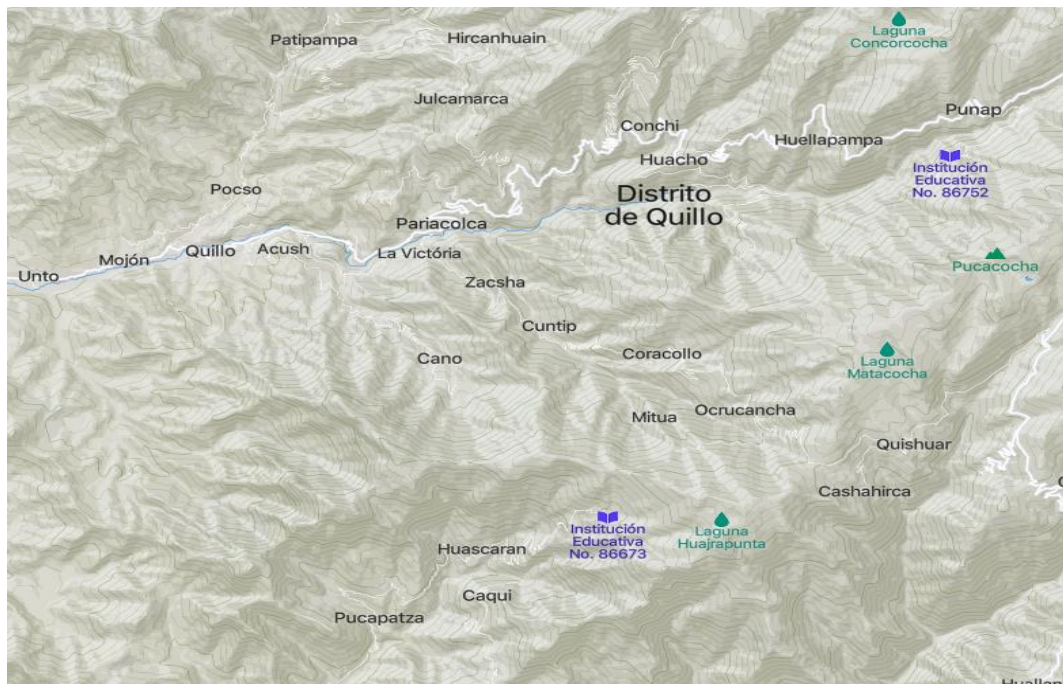 Laguna
Concorcocha
Patipampa
Hircanhuain
Julcamarca
Punap
Conchi
Huellapampa
Huacho
Institución
Educativa
No. 86752
Pocso
Distrito
de Quillo
Pariacolca
Quillo
Acush
La Victória
Mojón
Unto
Pucacocha
Zacsha
Cuntip
Coracollo
Cano
Laguna
Matacocha
Mitua
Ocrucancha
Quishuar
Cashahirca
Institución
Educativa
No. 86673
Laguna
Huajrapunta
Huascaran
Caqui
Pucapatza